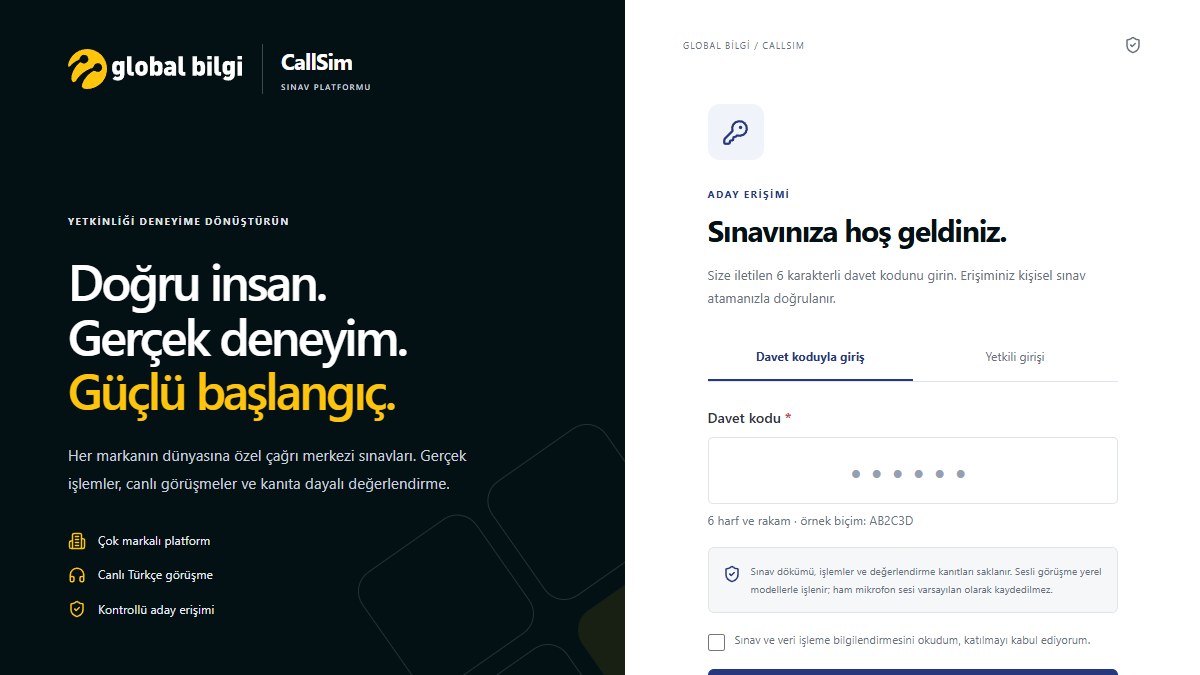 global bilgi
CallSim
SINAV PLATFORMU
YETKİNLİĞİ DENEYİME DÖNÜŞTÜRÜN
Doğru insan.
Gerçek deneyim.
Güçlü başlangıç.
Her markanın dünyasına özel çağrı merkezi sınavları. Gerçek
işlemler, canlı görüşmeler ve kanıta dayalı değerlendirme.
Çok markalı platform
Canlı Türkçe görüşme
Kontrollü aday erişimi
GLOBAL BİLGİ / CALLSIM
ADAY ERİŞİMİ
Sınavınıza hoş geldiniz.
Size iletilen 6 karakterli davet kodunu girin. Erişiminiz kişisel sınav
atamanızla doğrulanır.
Davet koduyla giriş
Yetkili girişi
Davet kodu *
6 harf ve rakam · örnek biçim: AB2C3D
Sınav dökümü, işlemler ve değerlendirme kanıtları saklanır. Sesli görüşme yerel
modellerle işlenir; ham mikrofon sesi varsayılan olarak kaydedilmez.
Sınav ve veri işleme bilgilendirmesini okudum, katılmayı kabul ediyorum.